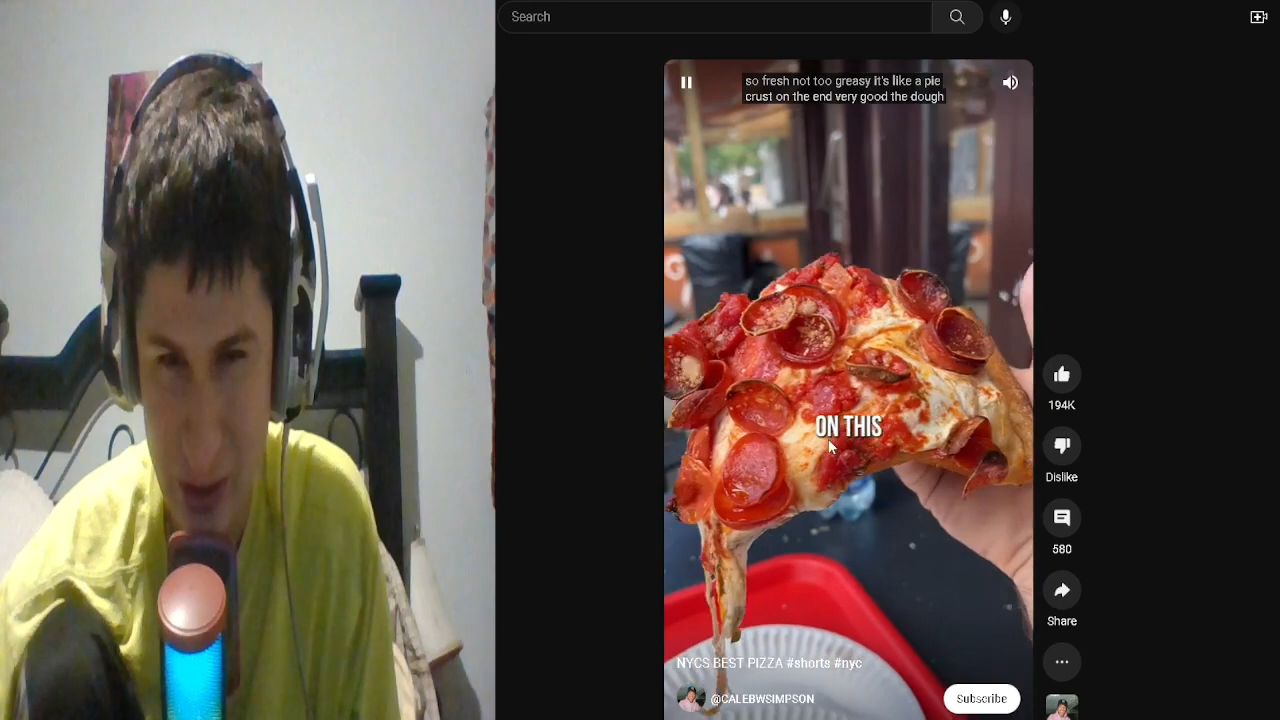 Search
so fresh not too greasy it's like a pie
crust on the end very good the dough
ON THIS
194K
Dislike
580
Share
NYCS BEST PIZZA #shorts #nyc
@CALEBWSIMPSON
Subscribe